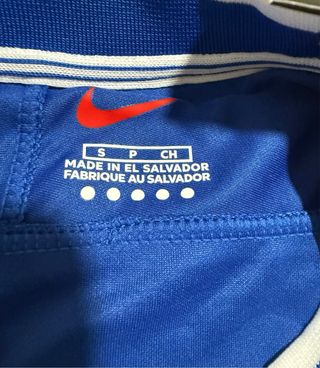 S P CH
MADE IN EL SALVADOR
FABRIQUE AU SALVADOR